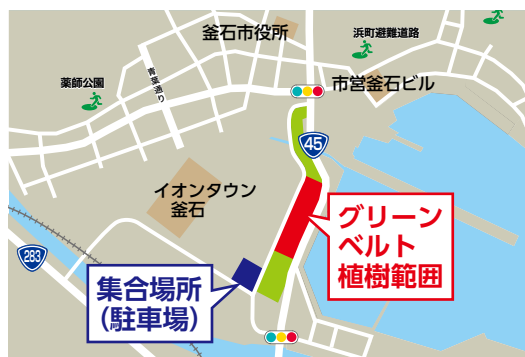 釜石市役所
浜町避難道路
薬師公園
青葉通り
市営釜石ビル
45
イオンタウン
釜石
グリーン
ベルト
植樹範囲
283
集合場所
(駐車場)